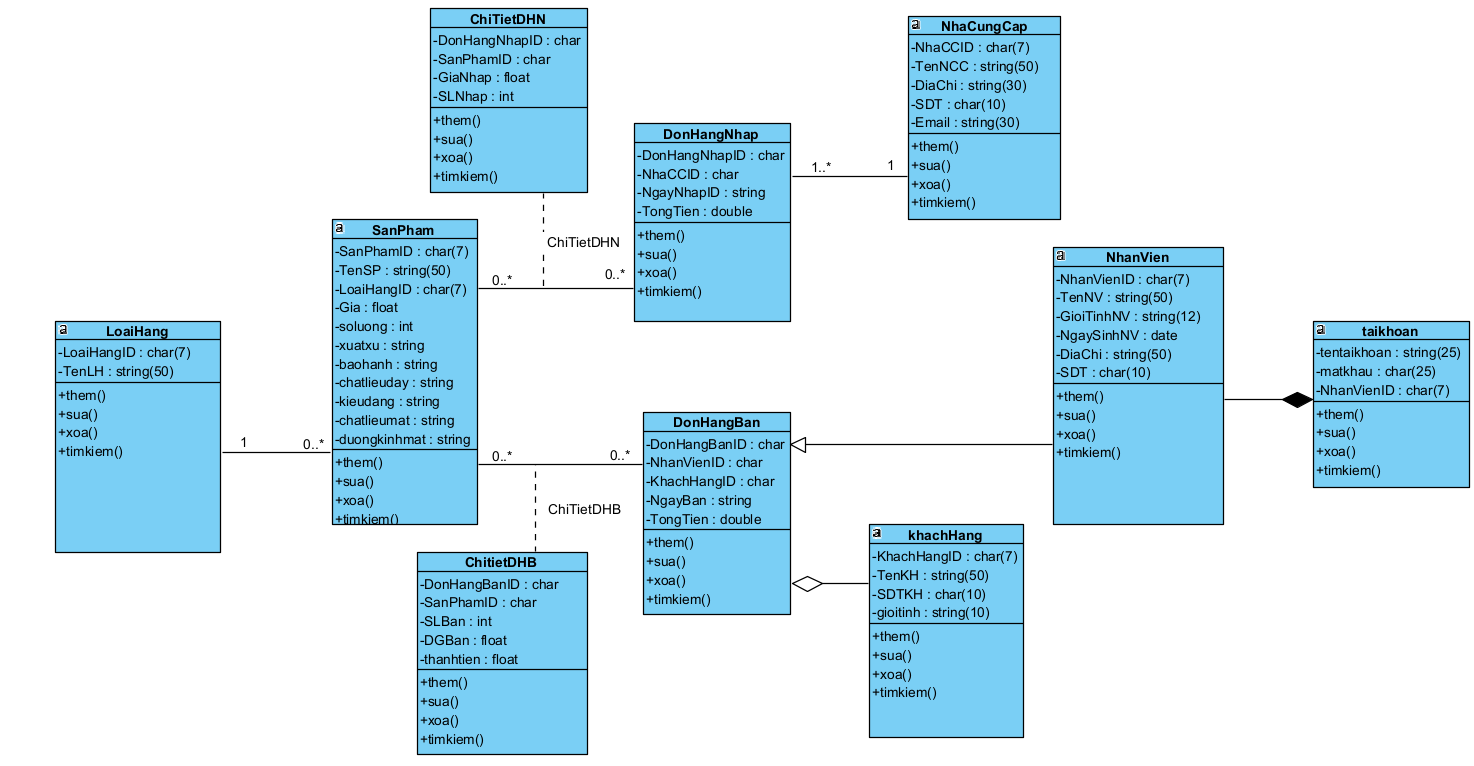 ChiTietDHN
-DonHangNhapID : char
-SanPhamID : char
-GiaNhap : float
-SLNhap : int
+them()
+sua()
+xoa()
+timkiem()
a NhaCungCap
-NhaCCID : char(7)
-TenNCC : string(50)
-DiaChi : string(30)
-SDT : char(10)
-Email : string(30)
+them()
+sua()
+xoa()
+timkiem()
DonHangNhap
-DonHangNhapID : char
-NhaCCID : char
-NgayNhapID : string
-TongTien : double
+them()
+sua()
+xoa()
+timkiem()
1..*
1
ChiTietDHN
0..*
0..*
a SanPham
-SanPhamID : char(7)
-TenSP : string(50)
-LoaiHangID : char(7)
-Gia : float
-soluong : int
-xuatxu : string
-baohanh : string
-chatlieuday : string
-kieudang : string
-chatlieumat : string
-duongkinhmat : string
+them()
+sua()
+xoa()
+timkiem()
a LoaiHang
-LoaiHangID : char(7)
-TenLH : string(50)
+them()
+sua()
+xoa()
+timkiem()
1
0..*
a NhanVien
-NhanVienID : char(7)
-TenNV : string(50)
-GioiTinhNV : string(12)
-NgaySinhNV : date
-DiaChi : string(50)
-SDT : char(10)
+them()
+sua()
+xoa()
+timkiem()
a taikhoan
-tentaikhoan : string(25)
-matkhau : char(25)
-NhanVienID : char(7)
+them()
+sua()
+xoa()
+timkiem()
DonHangBan
-DonHangBanID : char
-NhanVienID : char
-KhachHangID : char
-NgayBan : string
-TongTien : double
+them()
+sua()
+xoa()
+timkiem()
0..*
0..*
ChiTietDHB
a khachHang
-KhachHangID : char(7)
-TenKH : string(50)
-SDTKH : char(10)
-gioitinh : string(10)
+them()
+sua()
+xoa()
+timkiem()
ChitietDHB
-DonHangBanID : char
-SanPhamID : char
-SLBan : int
-DGBan : float
-thanhtien : float
+them()
+sua()
+xoa()
+timkiem()